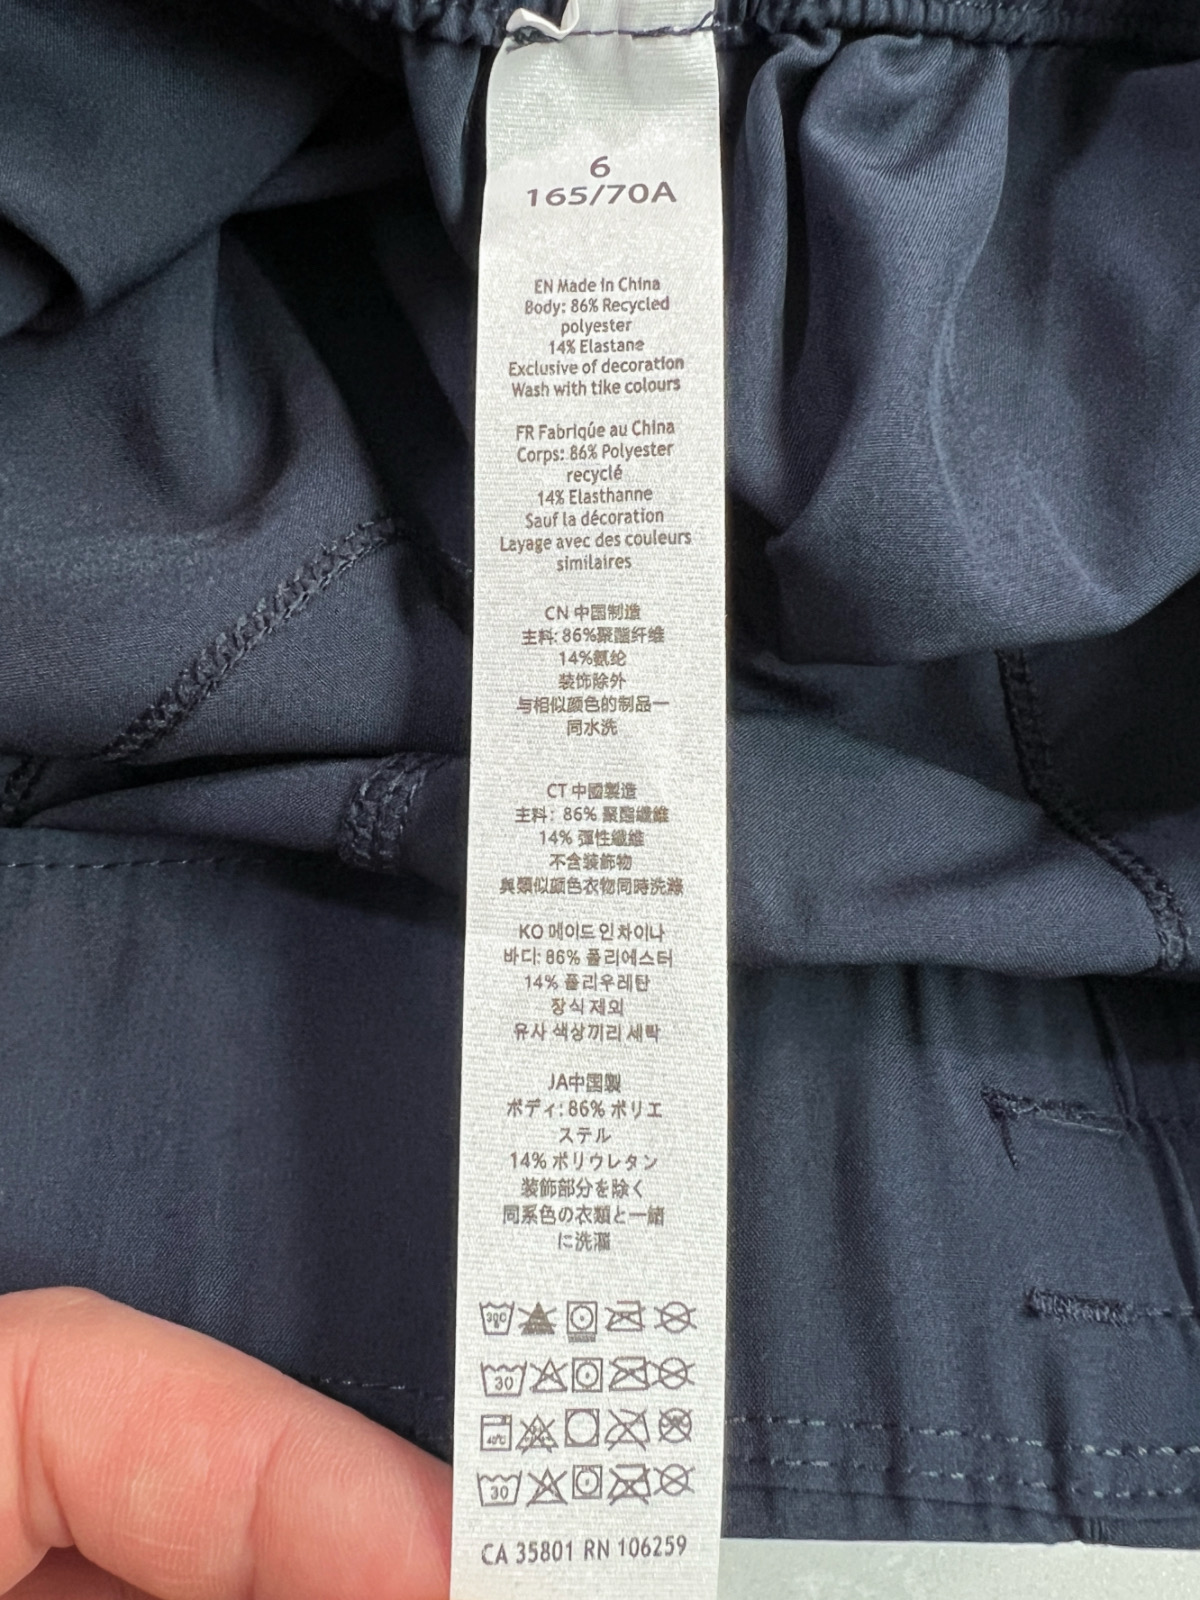 6
165/70A
EN Made in China
Body: 86% Recycled
polyester
14% Elastane
Exclusive of decoration
Wash with tike colours
FR Fabriqúe au China
Corps: 86% Polyester
recyclé
14% Elasthanne
Sauf la décoration
Layage avec des couleurs
similaires
CN 中国制造
主料: 86%聚酯纤维
14%氨纶
装饰除外
与相似颜色的制品一
同水洗
CT 中國製造
主料: 86% 聚酯纖維
14% 彈性纖維
不含装飾物
與類似颜色衣物同時洗滌
KO 메이드 인 차이나
바디: 86% 폴리에스터
14% 폴리우레탄
장식 제외
유사 색상끼리 세탁
JA中国製
ボディ: 86% ポリエ
ステル
14% ポリウレタン
装飾部分を除く
同系色の衣類と一緒
に洗濯
30°C
30
40°C
30
CA 35801 RN 106259